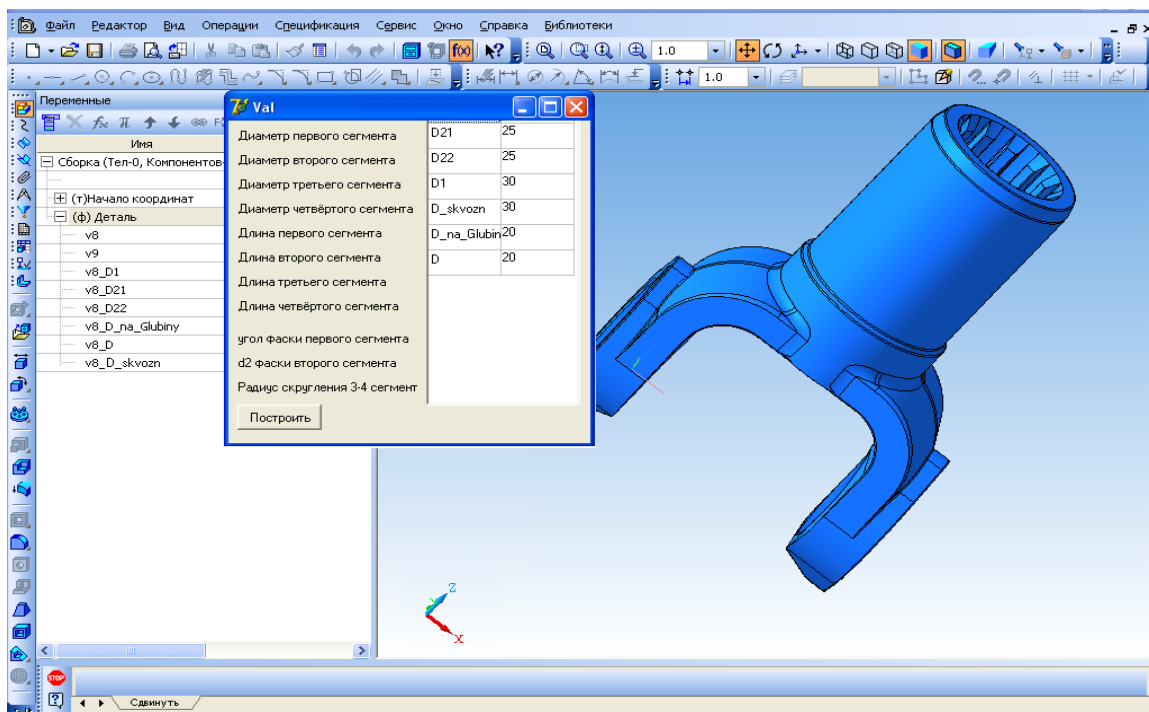 Файл Редактор Вид Операции Спецификация Сервис Окно Справка Библиотеки
f(x) 1.0
1.0
Переменные
Имя
Сборка (Тел-0, Компонентов-
(т)Начало координат
(ф) Деталь
v8
v9
v8_D1
v8_D21
v8_D22
v8_D_na_Glubiny
v8_D
v8_D_skvozn
Val
Диаметр первого сегмента D21 25
Диаметр второго сегмента D22 25
Диаметр третьего сегмента D1 30
Диаметр четвёртого сегмента D_skvozn 30
Длина первого сегмента D_na_Glubin 20
Длина второго сегмента D 20
Длина третьего сегмента
Длина четвёртого сегмента
угол фаски первого сегмента
d2 фаски второго сегмента
Радиус скругления 3-4 сегмент
Построить
Z
X
STOP
Сдвинуть